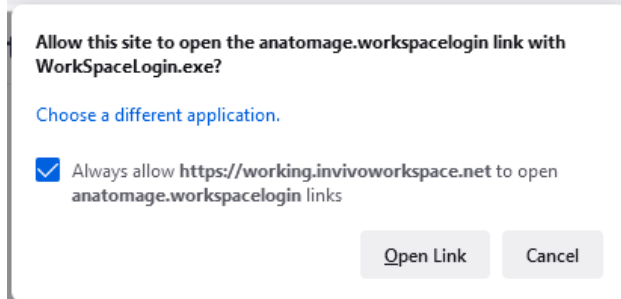 Allow this site to open the anatomage.workspacelogin link with
WorkSpaceLogin.exe?
Choose a different application.
Always allow https://working.invivoworkspace.net to open
anatomage.workspacelogin links
Open Link
Cancel